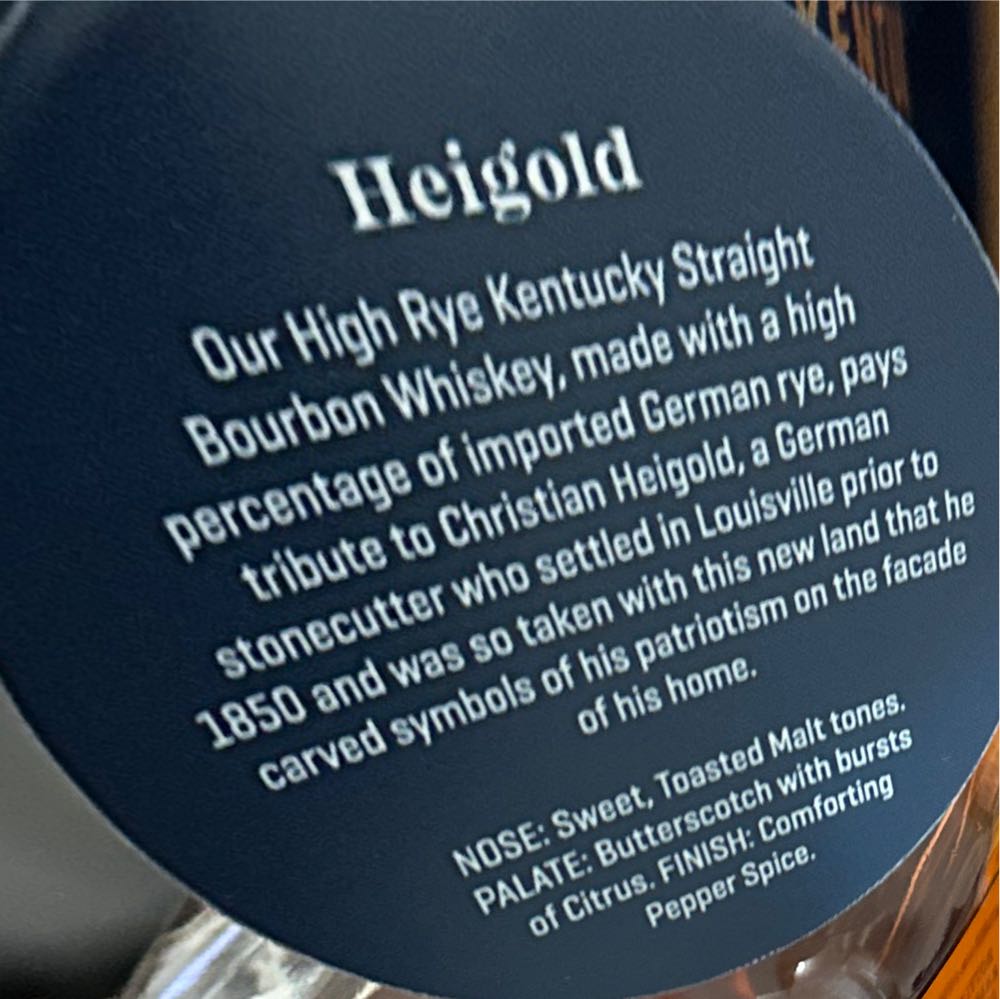 Heigold
Our High Rye Kentucky Straight
Bourbon Whiskey, made with a high
percentage of imported German rye, pays
tribute to Christian Heigold, a German
stonecutter who settled in Louisville prior to
1850 and was so taken with this new land that he
carved symbols of his patriotism on the facade
of his home.
NOSE: Sweet, Toasted Malt tones.
PALATE: Butterscotch with bursts
of Citrus. FINISH: Comforting
Pepper Spice.